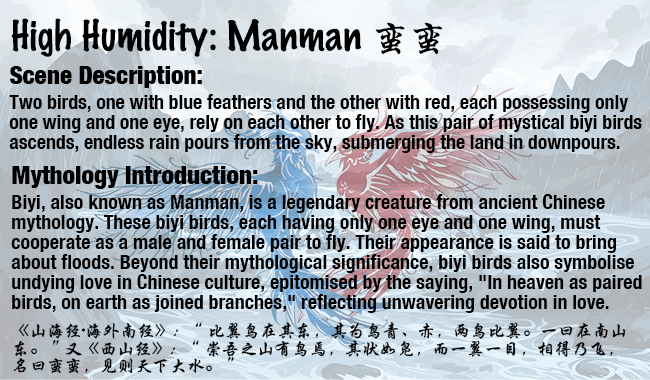 High Humidity: Manman 蛮蛮
Scene Description:
Two birds, one with blue feathers and the other with red, each possessing only
one wing and one eye, rely on each other to fly. As this pair of mystical biyi birds
ascends, endless rain pours from the sky, submerging the land in downpours.
Mythology Introduction:
Biyi, also known as Manman, is a legendary creature from ancient Chinese
mythology. These biyi birds, each having only one eye and one wing, must
cooperate as a male and female pair to fly. Their appearance is said to bring
about floods. Beyond their mythological significance, biyi birds also symbolise
undying love in Chinese culture, epitomised by the saying, "In heaven as paired
birds, on earth as joined branches," reflecting unwavering devotion in love.
《山海经·海外南经》："比翼鸟在其东，其为鸟青、赤，两鸟比翼。一曰在南山
东。"又《西山经》："崇吾之山有鸟焉，其状如凫，而一翼一目，相得乃飞，
名曰蛮蛮，见则天下大水。"